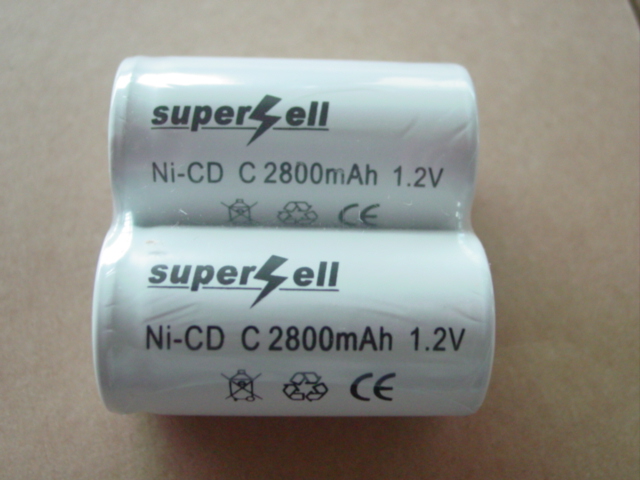 supersell
Ni-CD C 2800mAh 1.2V
CE
supersell
Ni-CD C 2800mAh 1.2V
CE